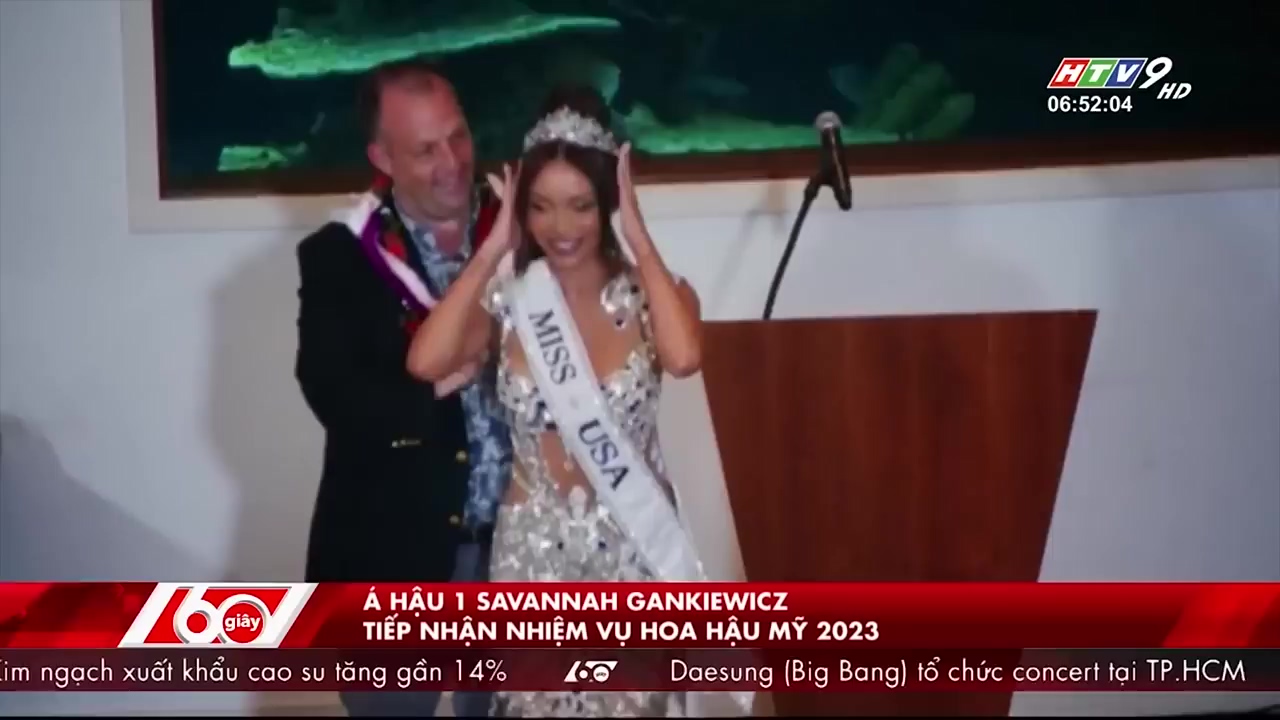 HTV9 HD
06:52:04
MISS USA
60 giây
Á HẬU 1 SAVANNAH GANKIEWICZ
TIẾP NHẬN NHIỆM VỤ HOA HẬU MỸ 2023
Kim ngạch xuất khẩu cao su tăng gần 14% 60 giây Daesung (Big Bang) tổ chức concert tại TP.HCM